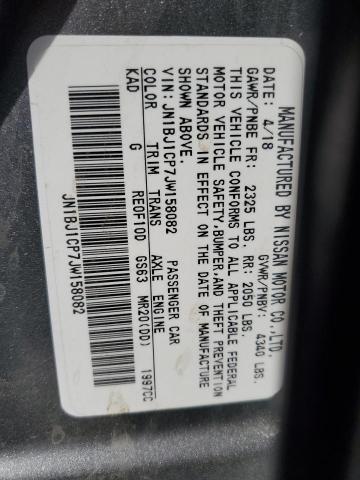 MANUFACTURED BY NISSAN MOTOR CO.,LTD.
DATE: 4/18 GVWR/PNBV: 4340 LBS.
GAWR/PNBE FR: 2325 LBS. RR: 2050 LBS.
THIS VEHICLE CONFORMS TO ALL APPLICABLE FEDERAL
MOTOR VEHICLE SAFETY,BUMPER,AND THEFT PREVENTION
STANDARDS IN EFFECT ON THE DATE OF MANUFACTURE
SHOWN ABOVE.
VIN: JN1BJ1CP7JW158082 PASSENGER CAR
COLOR TRIM TRANS AXLE ENGINE
KAD G RE0F10D GS63 MR20(DD) 1997CC
JN1BJ1CP7JW158082